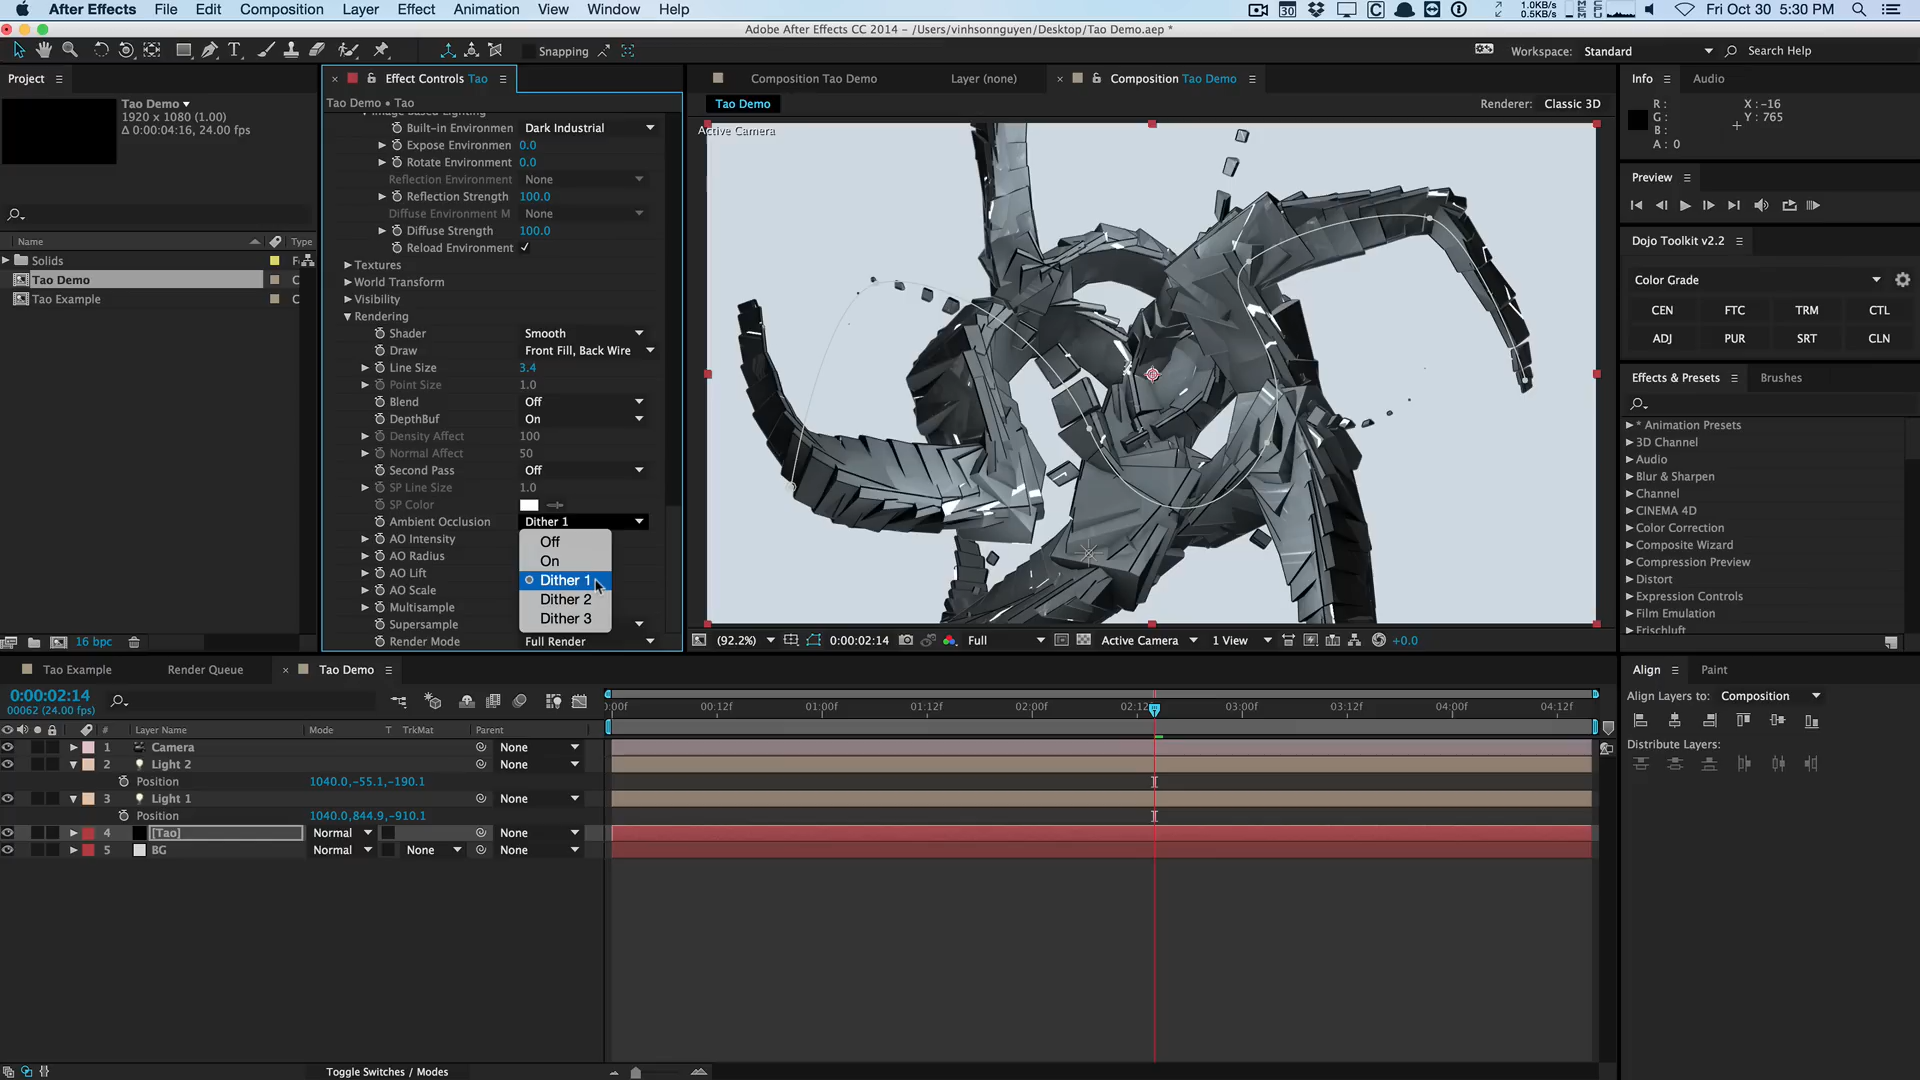 After Effects File Edit Composition Layer Effect Animation View Window Help
30 1.0KB/s 0.5KB/s Fri Oct 30 5:30 PM
Adobe After Effects CC 2014 - /Users/vinhsonnguyen/Desktop/Tao Demo.aep *
Snapping Workspace: Standard Search Help
Project
Tao Demo
1920 x 1080 (1.00)
Δ 0:00:04:16, 24.00 fps
Name Type
Solids F
Tao Demo C
Tao Example C
16 bpc
Effect Controls Tao
Tao Demo • Tao
Image Based Lighting
Built-in Environmen Dark Industrial
Expose Environmen 0.0
Rotate Environment 0.0
Reflection Environment None
Reflection Strength 100.0
Diffuse Environment M None
Diffuse Strength 100.0
Reload Environment ✓
Textures
World Transform
Visibility
Rendering
Shader Smooth
Draw Front Fill, Back Wire
Line Size 3.4
Point Size 1.0
Blend Off
DepthBuf On
Density Affect 100
Normal Affect 50
Second Pass Off
SP Line Size 1.0
SP Color
Ambient Occlusion Dither 1
AO Intensity
AO Radius
AO Lift
AO Scale
Multisample
Supersample
Render Mode Full Render
Off
On
Dither 1
Dither 2
Dither 3
Composition Tao Demo Layer (none) Composition Tao Demo
Tao Demo Renderer: Classic 3D
Active Camera
(92.2%) 0:00:02:14 Full Active Camera 1 View +0.0
Info Audio
R: X: -16
G: Y: 765
B:
A: 0
Preview
Dojo Toolkit v2.2
Color Grade
CEN FTC TRM CTL
ADJ PUR SRT CLN
Effects & Presets Brushes
* Animation Presets
3D Channel
Audio
Blur & Sharpen
Channel
CINEMA 4D
Color Correction
Composite Wizard
Compression Preview
Distort
Expression Controls
Film Emulation
Frischluft
Tao Example Render Queue Tao Demo
0:00:02:14
00062 (24.00 fps)
# Layer Name Mode T TrkMat Parent
1 Camera None
2 Light 2 None
Position 1040.0,-55.1,-190.1
3 Light 1 None
Position 1040.0,844.9,-910.1
4 [Tao] Normal None
5 BG Normal None None
Toggle Switches / Modes
):00f 00:12f 01:00f 01:12f 02:00f 02:12f 03:00f 03:12f 04:00f 04:12f
Align Paint
Align Layers to: Composition
Distribute Layers: